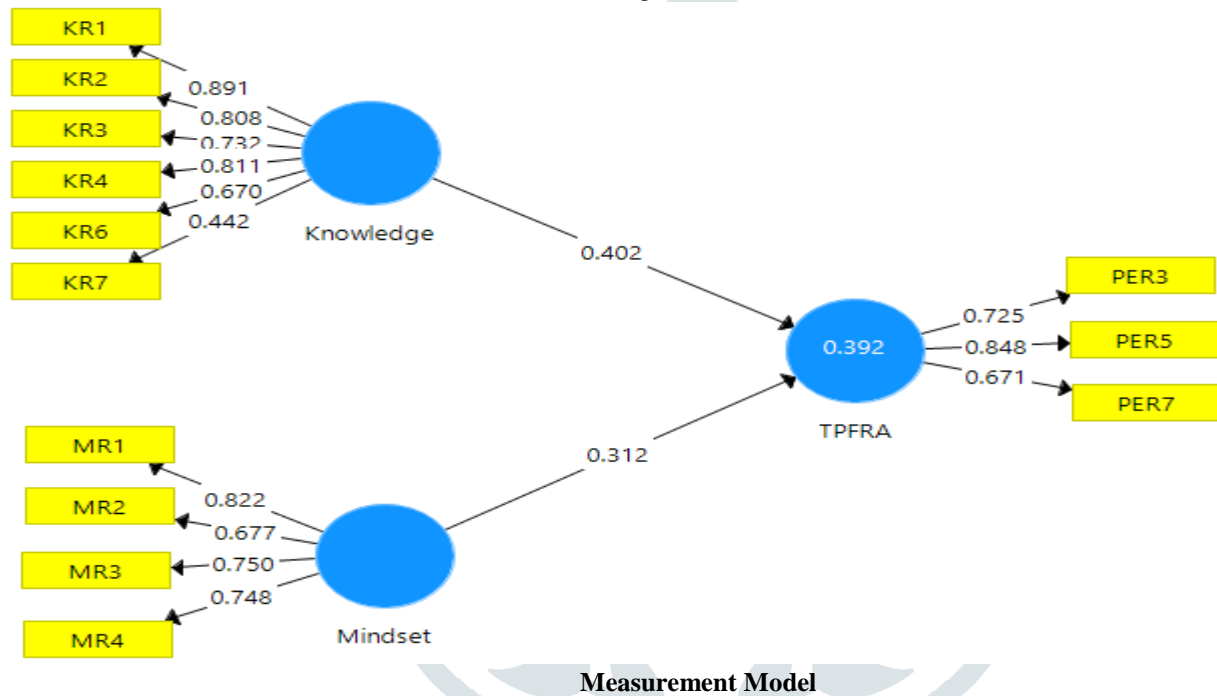 KR1
KR2
KR3
KR4
KR6
KR7
0.891
0.808
0.732
0.811
0.670
0.442
Knowledge
0.402
MR1
MR2
MR3
MR4
0.822
0.677
0.750
0.748
Mindset
0.312
0.392
TPFRA
0.725
0.848
0.671
PER3
PER5
PER7
Measurement Model